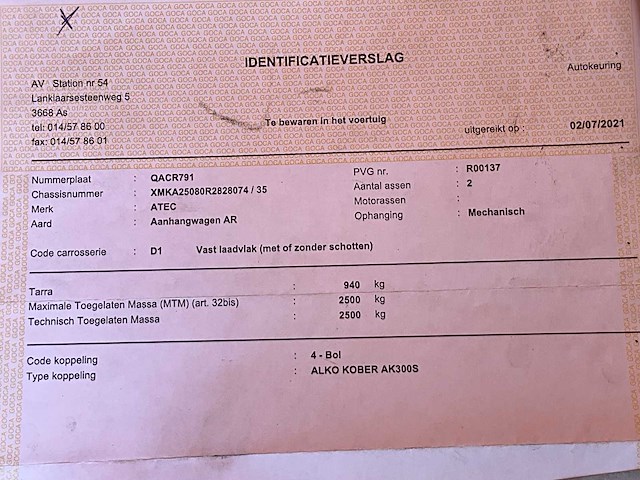 IDENTIFICATIEVERSLAG
Autokeuring
AV Station nr 54
Lanklaarsesteenweg 5
3668 As
tel: 014/57 86 00
fax: 014/57 86 01
Te bewaren in het voertuig
uitgereikt op : 02/07/2021
Nummerplaat : QACR791
Chassisnummer : XMKA25080R2828074 / 35
Merk : ATEC
Aard : Aanhangwagen AR
PVG nr. : R00137
Aantal assen : 2
Motorassen :
Ophanging : Mechanisch
Code carrosserie : D1 Vast laadvlak (met of zonder schotten)
Tarra : 940 kg
Maximale Toegelaten Massa (MTM) (art. 32bis) : 2500 kg
Technisch Toegelaten Massa : 2500 kg
Code koppeling : 4 - Bol
Type koppeling : ALKO KOBER AK300S